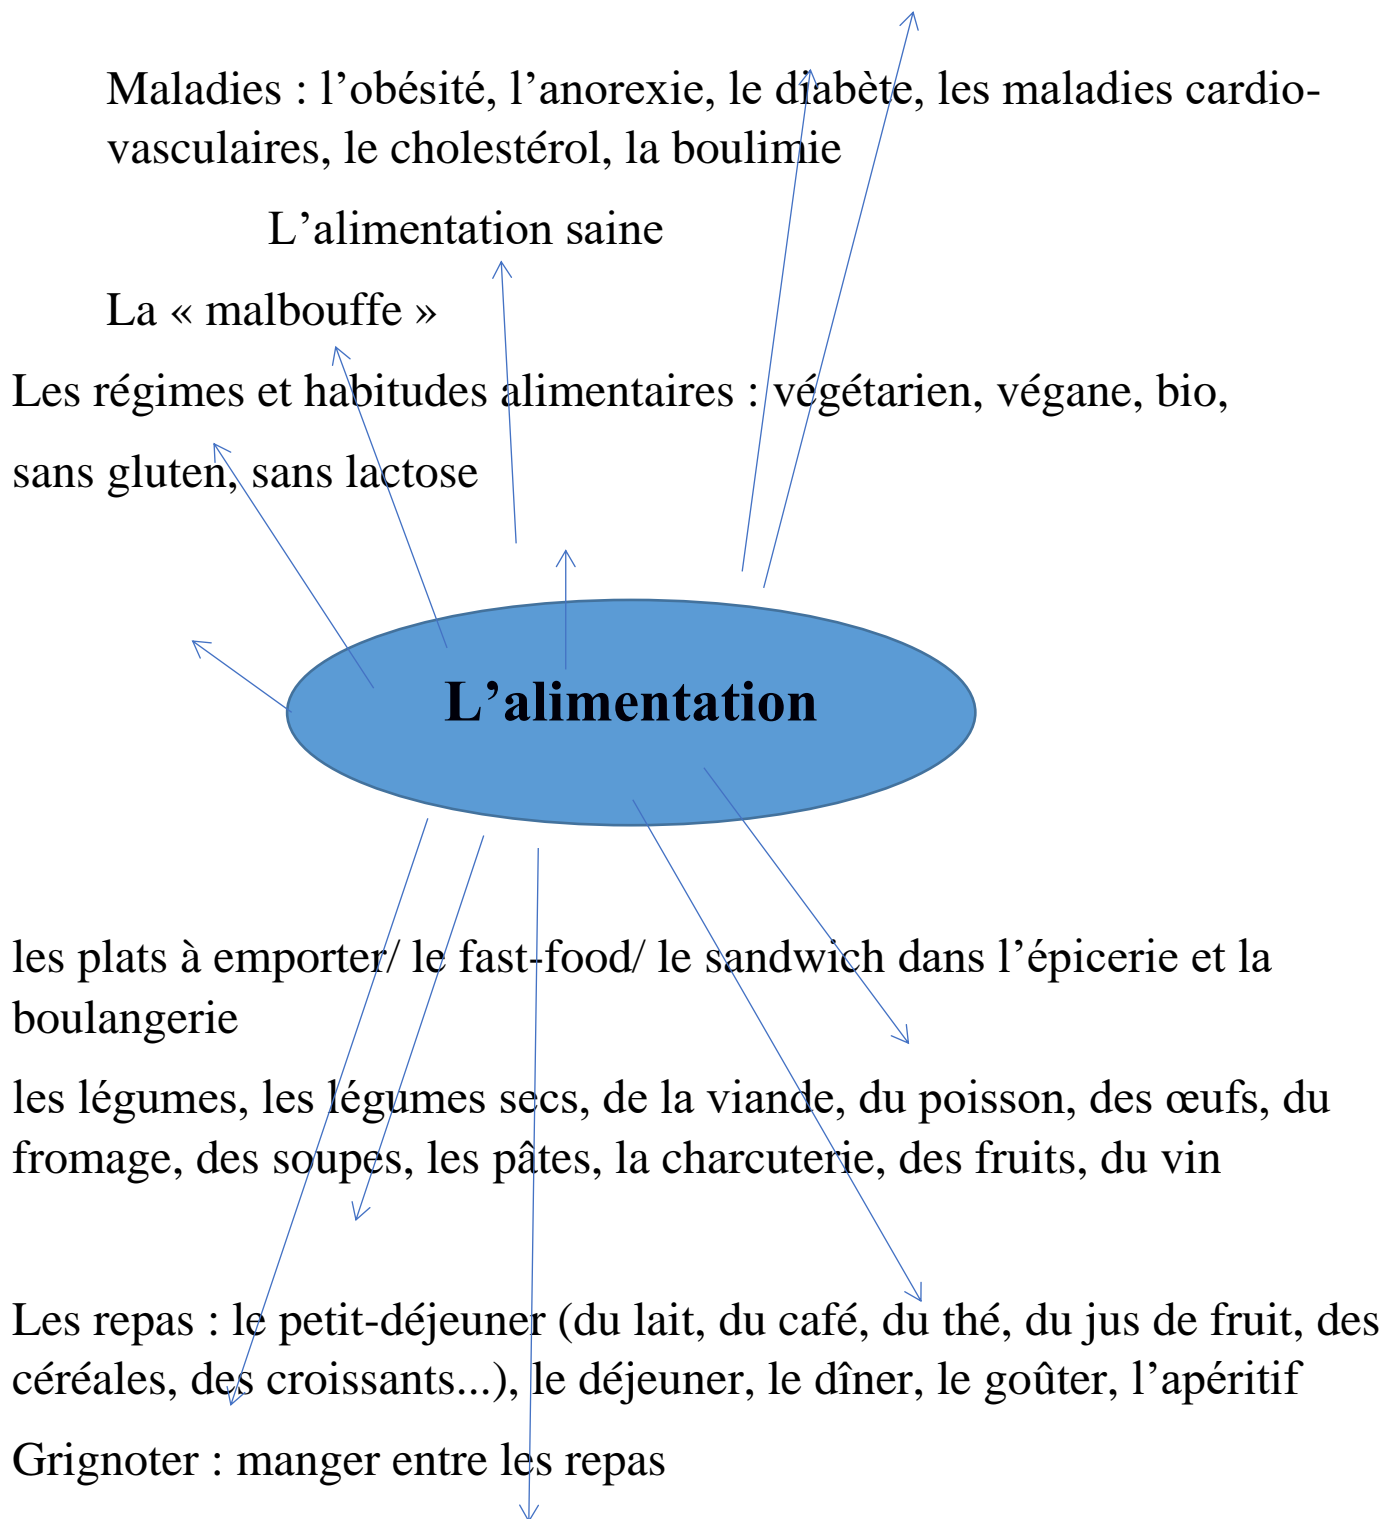 Maladies : l’obésité, l’anorexie, le diabète, les maladies cardio-
vasculaires, le cholestérol, la boulimie
L’alimentation saine
La « malbouffe »
Les régimes et habitudes alimentaires : végétarien, végane, bio,
sans gluten, sans lactose
L’alimentation
les plats à emporter/ le fast-food/ le sandwich dans l’épicerie et la
boulangerie
les légumes, les légumes secs, de la viande, du poisson, des œufs, du
fromage, des soupes, les pâtes, la charcuterie, des fruits, du vin
Les repas : le petit-déjeuner (du lait, du café, du thé, du jus de fruit, des
céréales, des croissants...), le déjeuner, le dîner, le goûter, l’apéritif
Grignoter : manger entre les repas